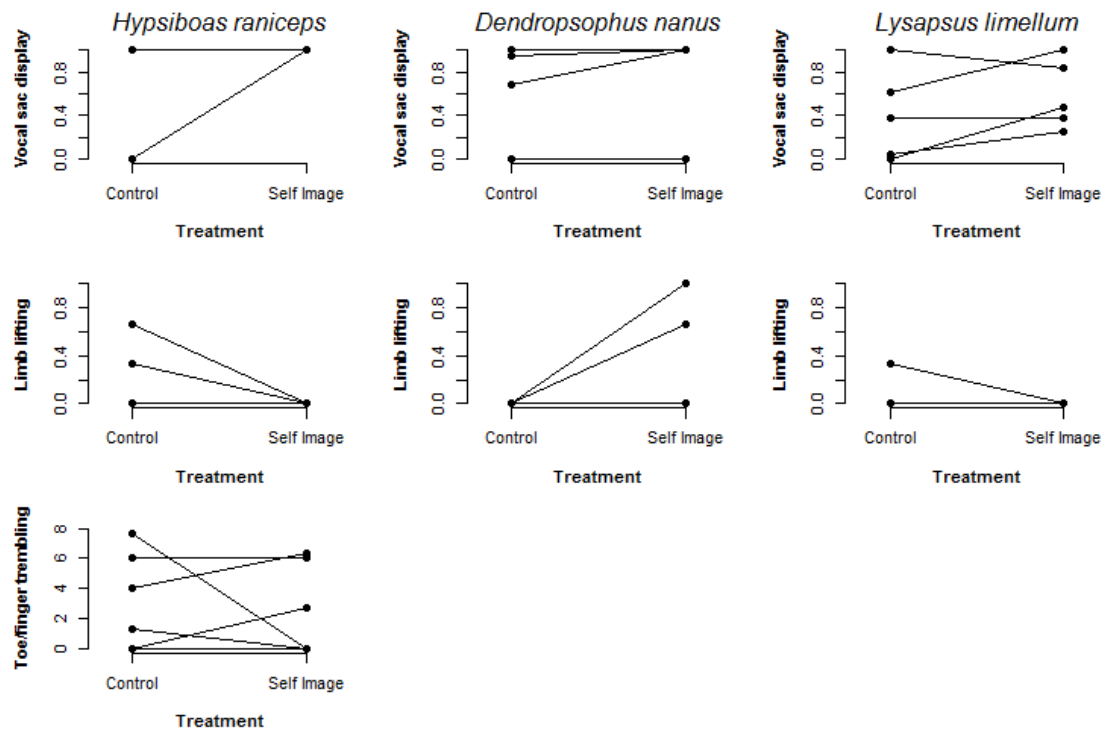 Hypsiboas raniceps
Dendropsophus nanus
Lysapsus limellum
Vocal sac display
0.0 0.4 0.8
Control Self Image
Treatment
Vocal sac display
0.0 0.4 0.8
Control Self Image
Treatment
Vocal sac display
0.0 0.4 0.8
Control Self Image
Treatment
Limb lifting
0.0 0.4 0.8
Control Self Image
Treatment
Limb lifting
0.0 0.4 0.8
Control Self Image
Treatment
Limb lifting
0.0 0.4 0.8
Control Self Image
Treatment
Toe/finger trembling
0 2 4 6 8
Control Self Image
Treatment